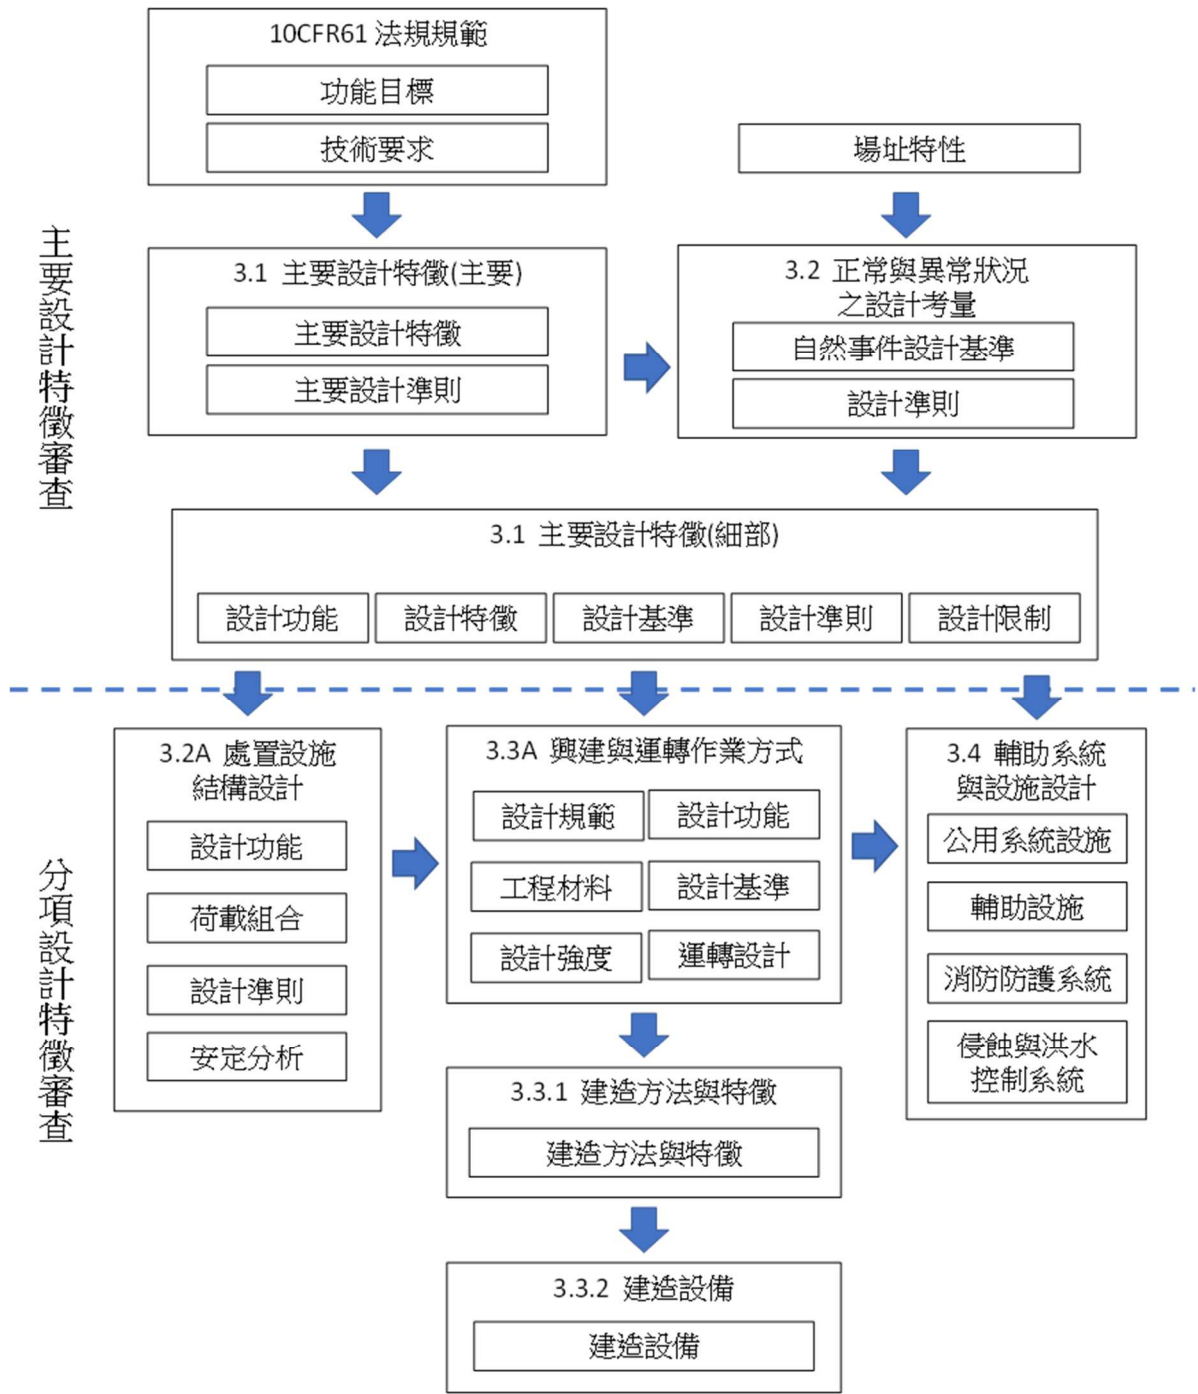 10CFR61 法規規範
功能目標
技術要求
場址特性
主要設計特徵審查
3.1 主要設計特徵(主要)
主要設計特徵
主要設計準則
3.2 正常與異常狀況
之設計考量
自然事件設計基準
設計準則
3.1 主要設計特徵(細部)
設計功能
設計特徵
設計基準
設計準則
設計限制
分項設計特徵審查
3.2A 處置設施
結構設計
設計功能
荷載組合
設計準則
安定分析
3.3A 興建與運轉作業方式
設計規範
設計功能
工程材料
設計基準
設計強度
運轉設計
3.4 輔助系統
與設施設計
公用系統設施
輔助設施
消防防護系統
侵蝕與洪水
控制系統
3.3.1 建造方法與特徵
建造方法與特徵
3.3.2 建造設備
建造設備